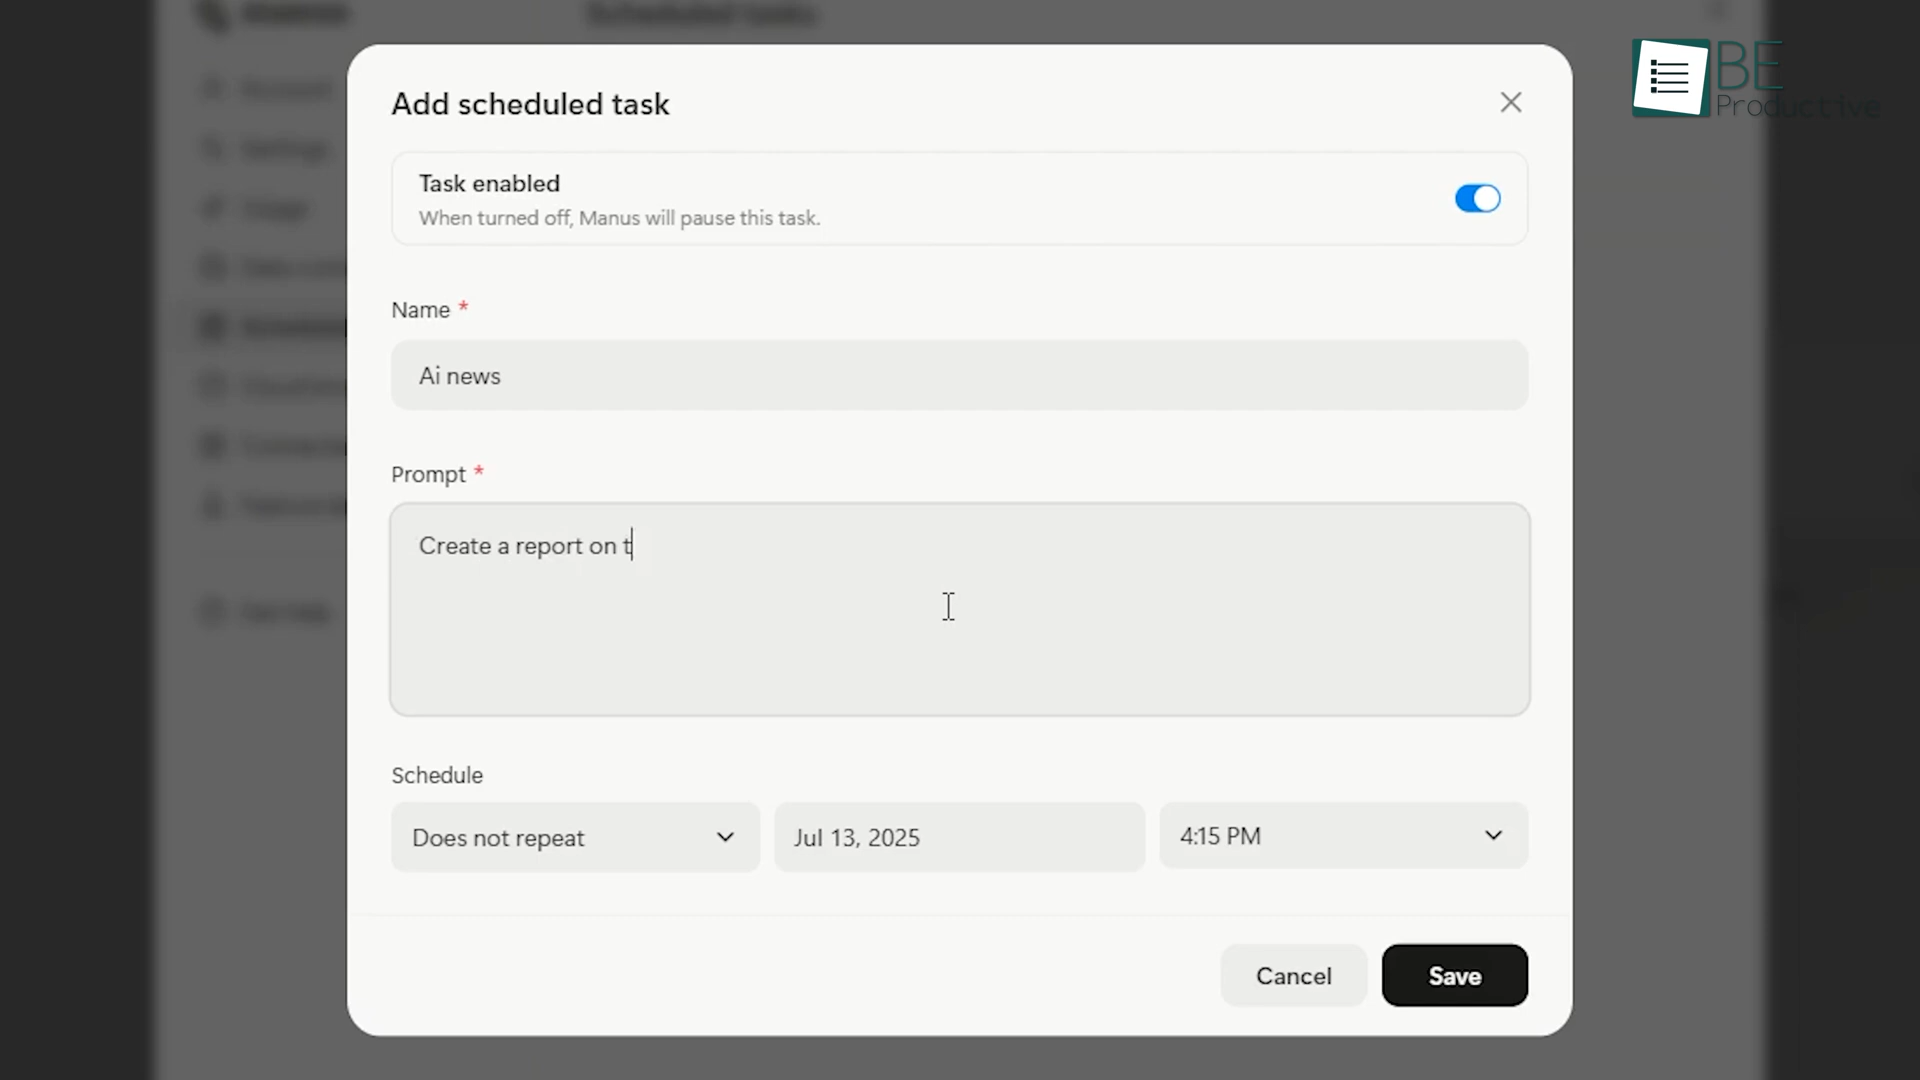 BE
Productive
Add scheduled task
Task enabled
When turned off, Manus will pause this task.
Name *
Ai news
Prompt *
Create a report on t
Schedule
Does not repeat
Jul 13, 2025
4:15 PM
Cancel
Save